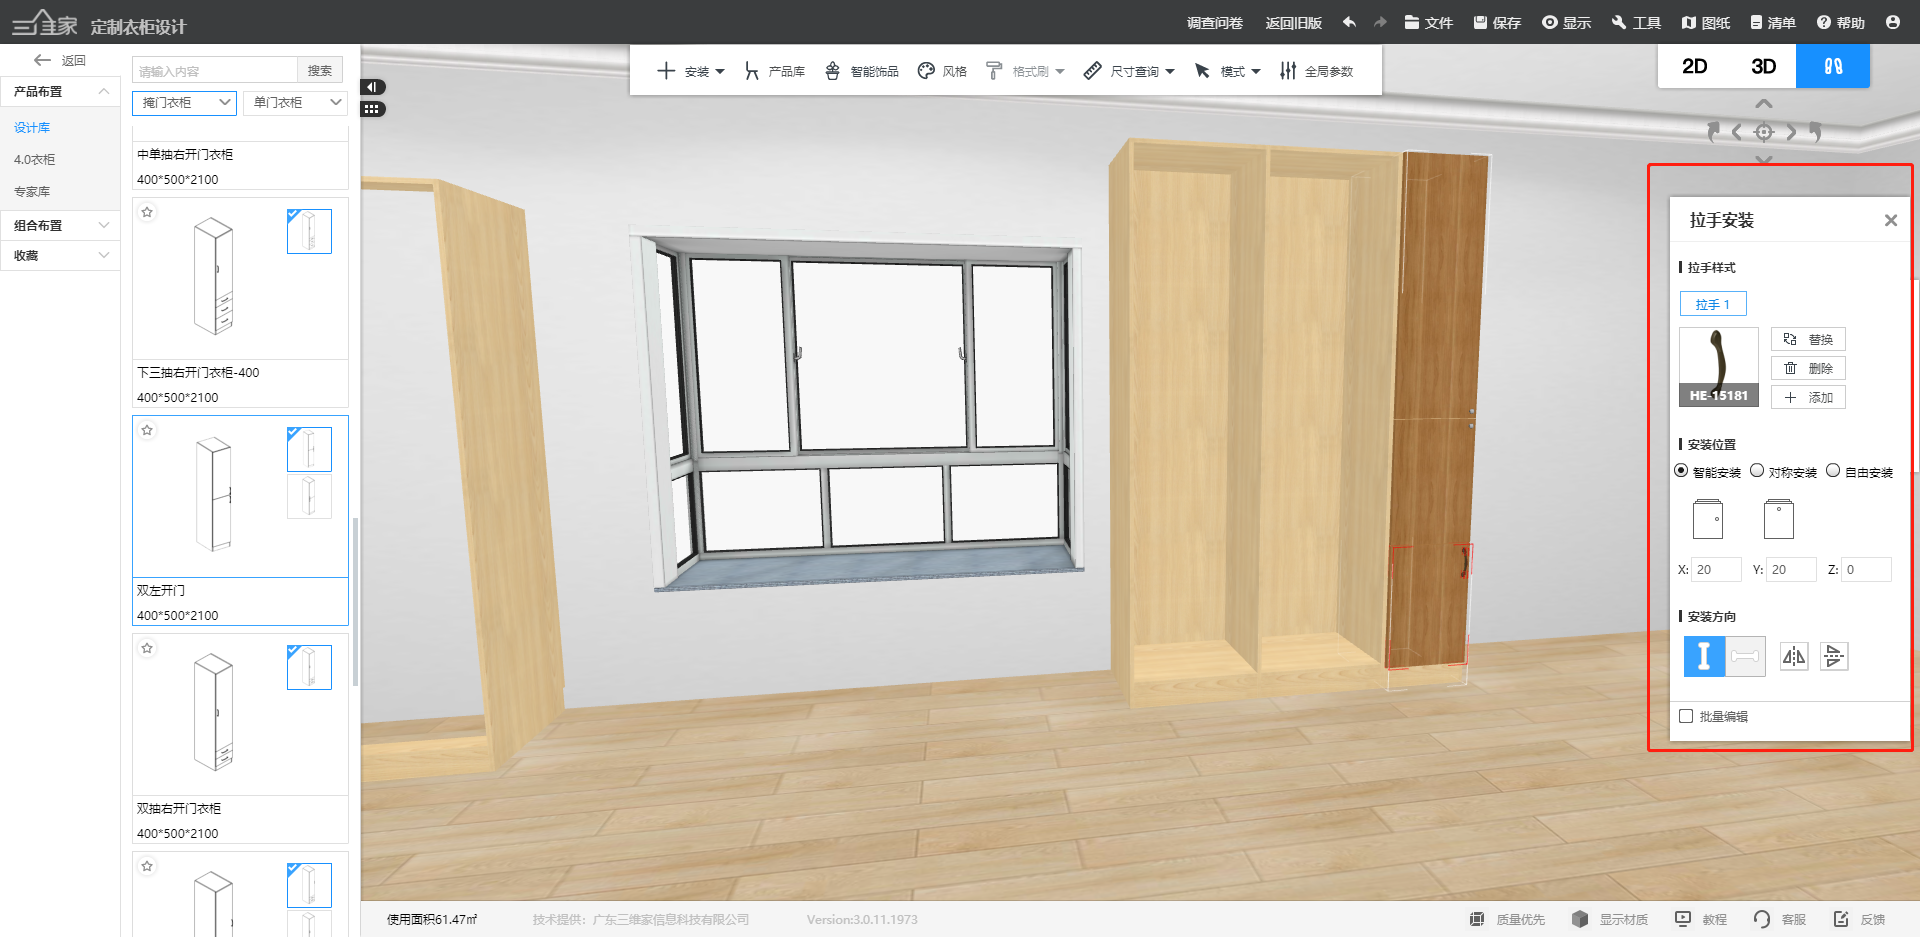 三维家 定制衣柜设计
调查问卷 返回旧版 文件 保存 显示 工具 图纸 清单 帮助
返回
请输入内容 搜索
产品布置
掩门衣柜 单门衣柜
设计库
4.0衣柜
专家库
组合布置
收藏
中单抽右开门衣柜
400*500*2100
下三抽右开门衣柜-400
400*500*2100
双左开门
400*500*2100
双抽右开门衣柜
400*500*2100
安装 产品库 智能饰品 风格 格式刷 尺寸查询 模式 全局参数
2D 3D
拉手安装
拉手样式
拉手 1
替换
删除
HE-15181
添加
安装位置
智能安装 对称安装 自由安装
X: 20 Y: 20 Z: 0
安装方向
批量编辑
使用面积61.47㎡ 技术提供：广东三维家信息科技有限公司 Version:3.0.11.1973
质量优先 显示材质 教程 客服 反馈